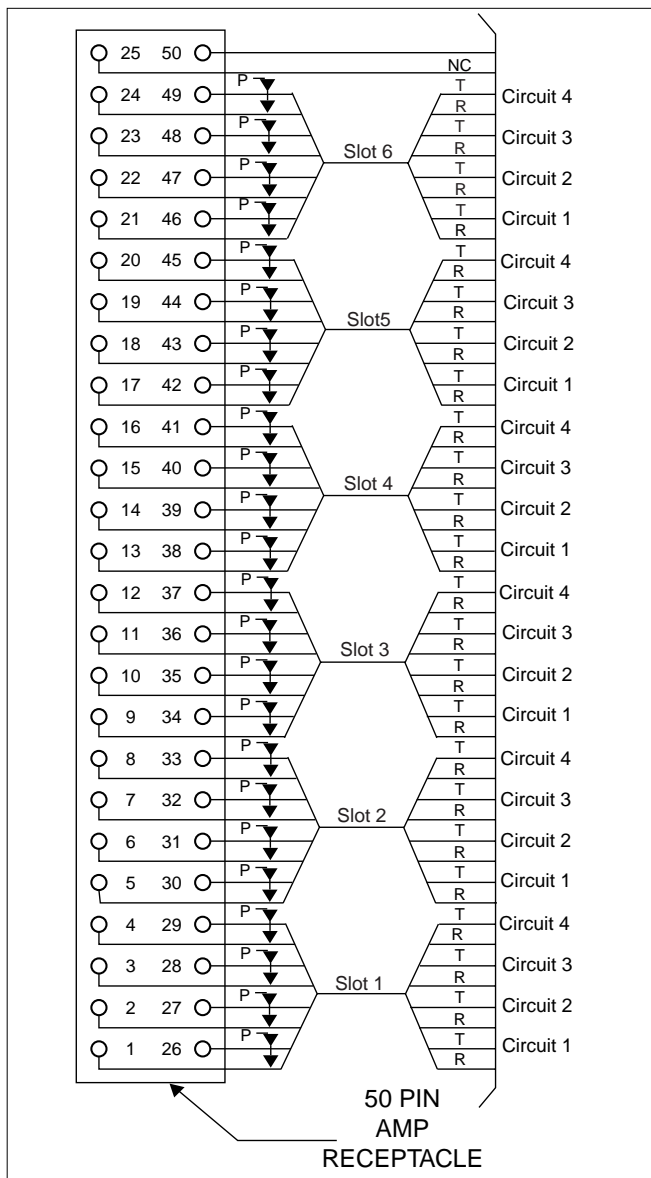 25 50
NC
24 49 P T Circuit 4
R
23 48 P T Circuit 3
R
Slot 6
22 47 P T Circuit 2
R
21 46 P T Circuit 1
R
20 45 P T Circuit 4
R
19 44 P T Circuit 3
R
Slot5
18 43 P T Circuit 2
R
17 42 P T Circuit 1
R
16 41 P T Circuit 4
R
15 40 P T Circuit 3
R
Slot 4
14 39 P T Circuit 2
R
13 38 P T Circuit 1
R
12 37 P T Circuit 4
R
11 36 P T Circuit 3
R
Slot 3
10 35 P T Circuit 2
R
9 34 P T Circuit 1
R
8 33 P T Circuit 4
R
7 32 P T Circuit 3
R
Slot 2
6 31 P T Circuit 2
R
5 30 P T Circuit 1
R
4 29 P T Circuit 4
R
3 28 P T Circuit 3
R
Slot 1
2 27 P T Circuit 2
R
1 26 P T Circuit 1
R
50 PIN
AMP
RECEPTACLE